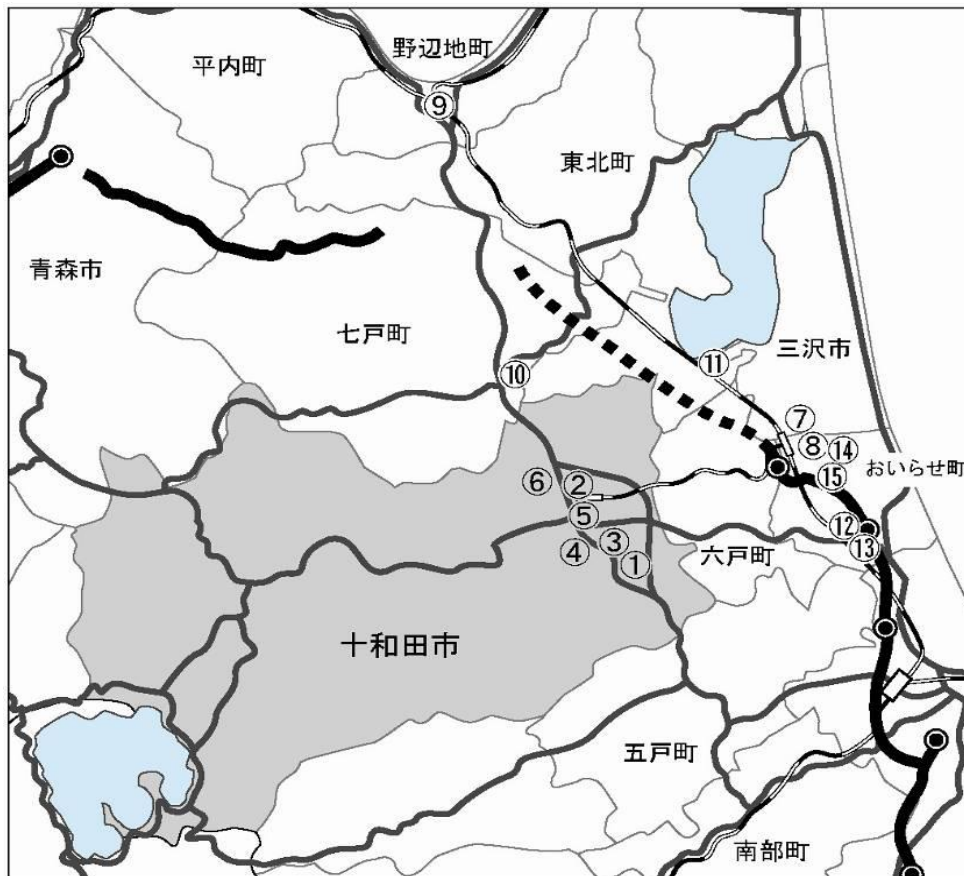 野辺地町
平内町
⑨
東北町
青森市
七戸町
三沢市
⑪
⑩
⑦
⑧
⑭
おいらせ町
⑥
②
⑮
⑤
⑫
③
⑬
④
六戸町
①
十和田市
五戸町
南部町